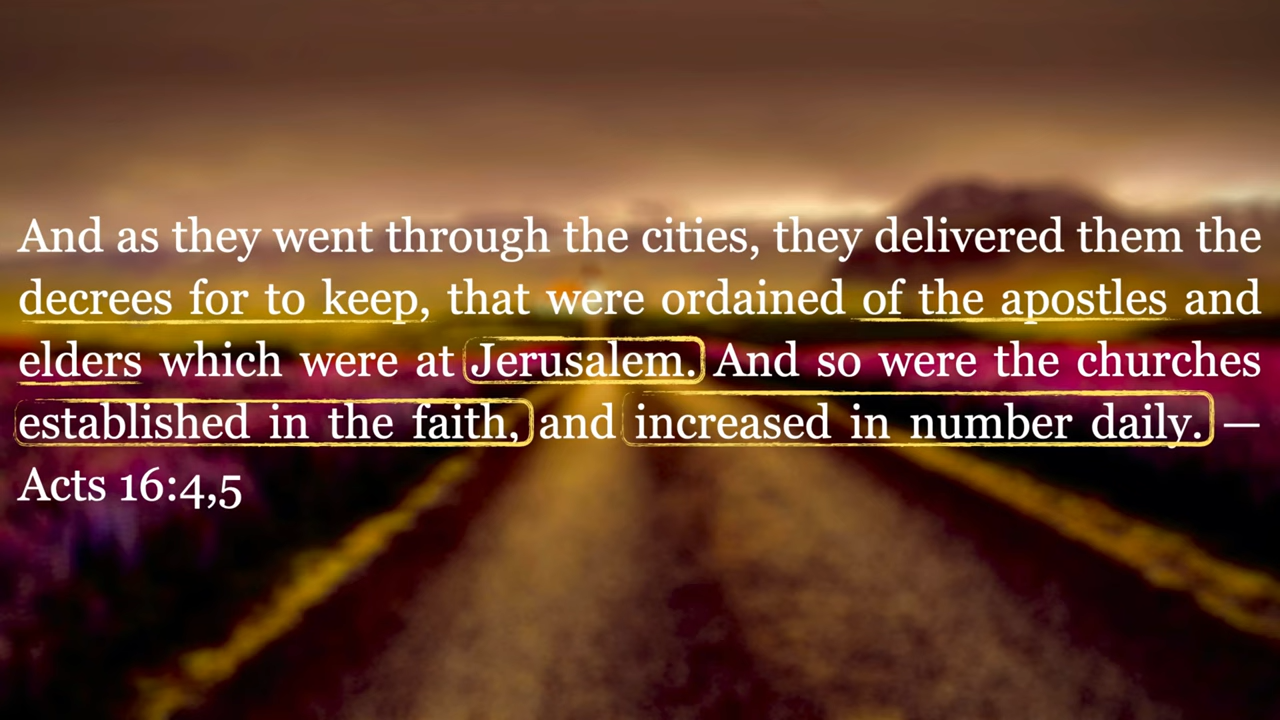 And as they went through the cities, they delivered them the
decrees for to keep, that were ordained of the apostles and
elders which were at Jerusalem. And so were the churches
established in the faith, and increased in number daily. —
Acts 16:4,5